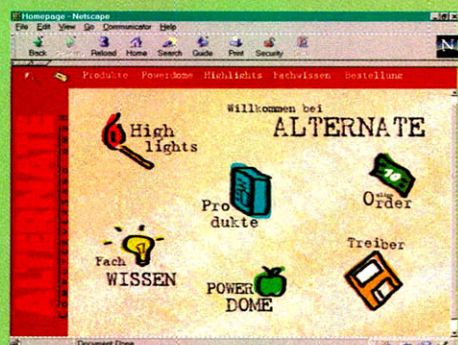 Homepage - Netscape
File Edit View Go Communicator Help
Back Reload Home Search Guide Print Security
N
Produkte Powerdome Highlights Fachwissen Bestellung
Willkommen bei
ALTERNATE
High
lights
Pro
dukte
10
Order
Fach
WISSEN
POWER
DOME
Treiber
ALTERNATE
Document Done